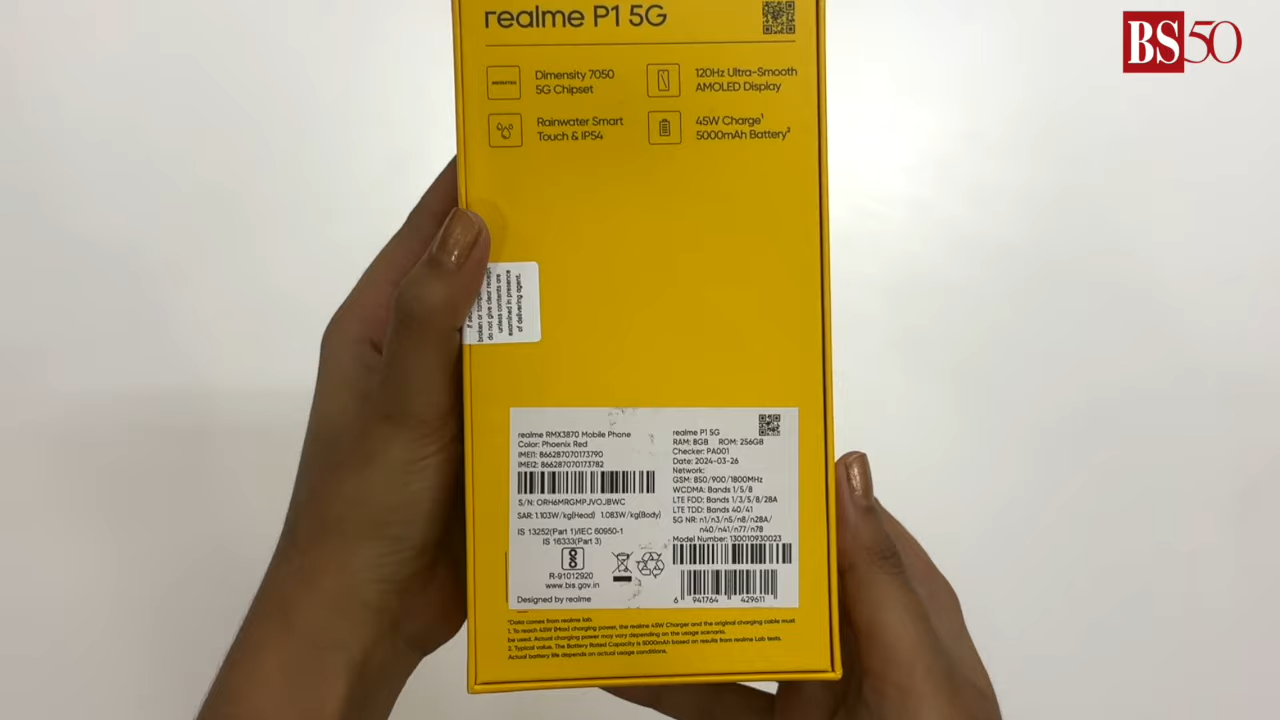 BS50
realme P1 5G
Dimensity 7050
5G Chipset
120Hz Ultra-Smooth
AMOLED Display
Rainwater Smart
Touch & IP54
45W Charge¹
5000mAh Battery²
broken or
do not give clear receipt
unless contents are
examined in presence
of delivering agent.
realme RMX3870 Mobile Phone
Color: Phoenix Red
IMEI1: 866287070173790
IMEI2: 866287070173782
S/N: ORH6MRGMPJVOJBWC
SAR: 1.103W/kg(Head) 1.083W/kg(Body)
IS 13252(Part 1)/IEC 60950-1
IS 16333(Part 3)
R-91012920
www.bis.gov.in
Designed by realme
realme P1 5G
RAM: 8GB ROM: 256GB
Checker: PA001
Date: 2024-03-26
Network:
GSM: 850/900/1800MHz
WCDMA: Bands 1/5/8
LTE FDD: Bands 1/3/5/8/28A
LTE TDD: Bands 40/41
5G NR: n1/n3/n5/n8/n28A/
n40/n41/n77/n78
Model Number: 130010930023
6 941764 429611
*Data comes from realme lab.
1. To reach 45W (Max) charging power, the realme 45W Charger and the original charging cable must
be used. Actual charging power may vary depending on the usage scenario.
2. Typical value. The Battery Rated Capacity is 5000mAh based on results from realme Lab tests.
Actual battery life depends on actual usage conditions.